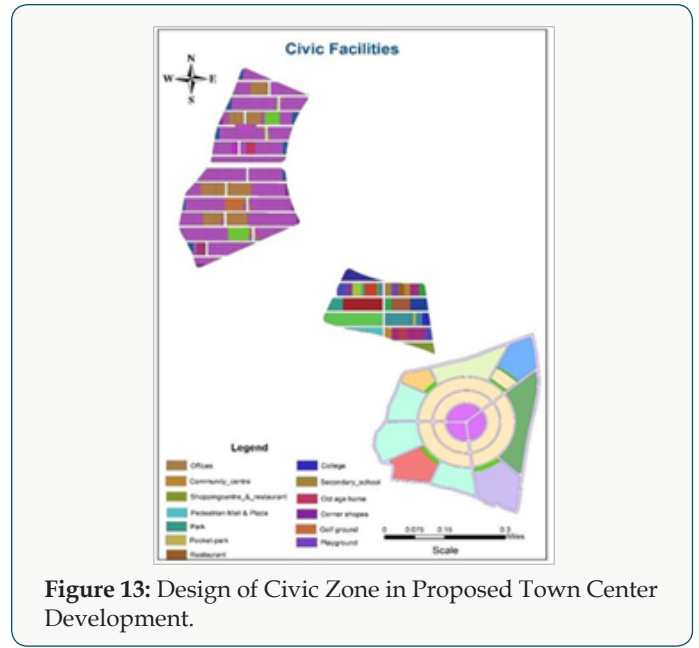 Civic Facilities
N
W E
S
Legend
Offices
Community_centre
Shoppingcentre_&_restaurant
Pedestrian Mall & Plaza
Park
Pocket-park
Restaurant
College
Secondary_school
Old age home
Corner shopes
Golf ground
Playground
0 0.075 0.15 0.3
Miles
Scale
Figure 13: Design of Civic Zone in Proposed Town Center
Development.